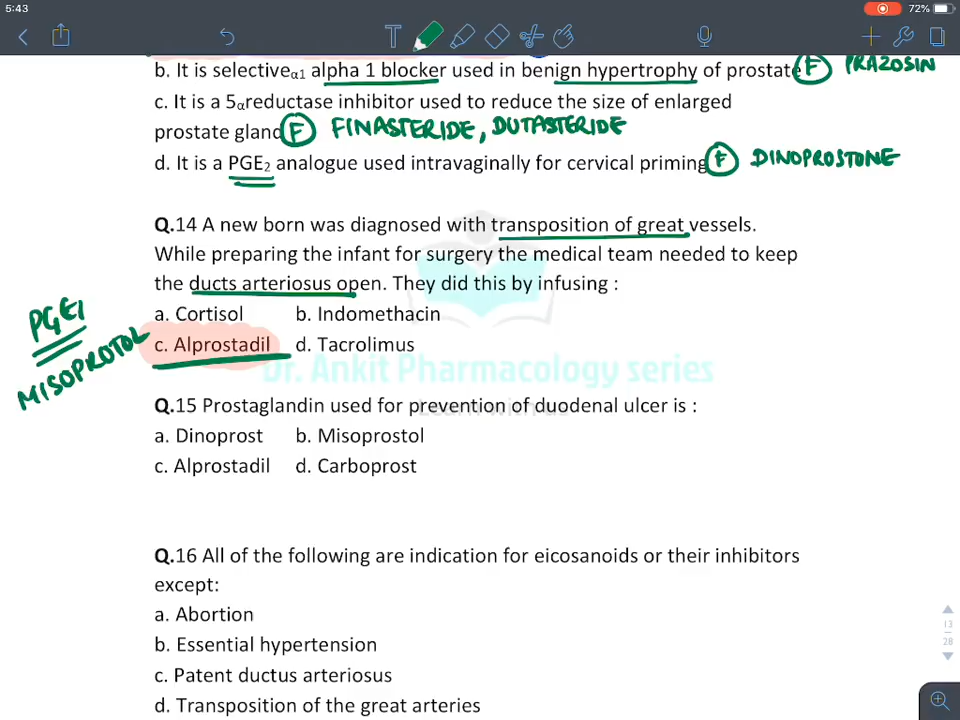 5:43
72%
T
b. It is selectiveα1 alpha 1 blocker used in benign hypertrophy of prostate F PRAZOSIN
c. It is a 5α reductase inhibitor used to reduce the size of enlarged
prostate gland F FINASTERIDE, DUTASTERIDE
d. It is a PGE2 analogue used intravaginally for cervical priming F DINOPROSTONE
Q.14 A new born was diagnosed with transposition of great vessels.
While preparing the infant for surgery the medical team needed to keep
the ducts arteriosus open. They did this by infusing :
a. Cortisol b. Indomethacin
PGE1
c. Alprostadil d. Tacrolimus
MISOPROTOL
Dr. Ankit Pharmacology series
Q.15 Prostaglandin used for prevention of duodenal ulcer is :
a. Dinoprost b. Misoprostol
c. Alprostadil d. Carboprost
Q.16 All of the following are indication for eicosanoids or their inhibitors
except:
a. Abortion
b. Essential hypertension
c. Patent ductus arteriosus
d. Transposition of the great arteries
13
28